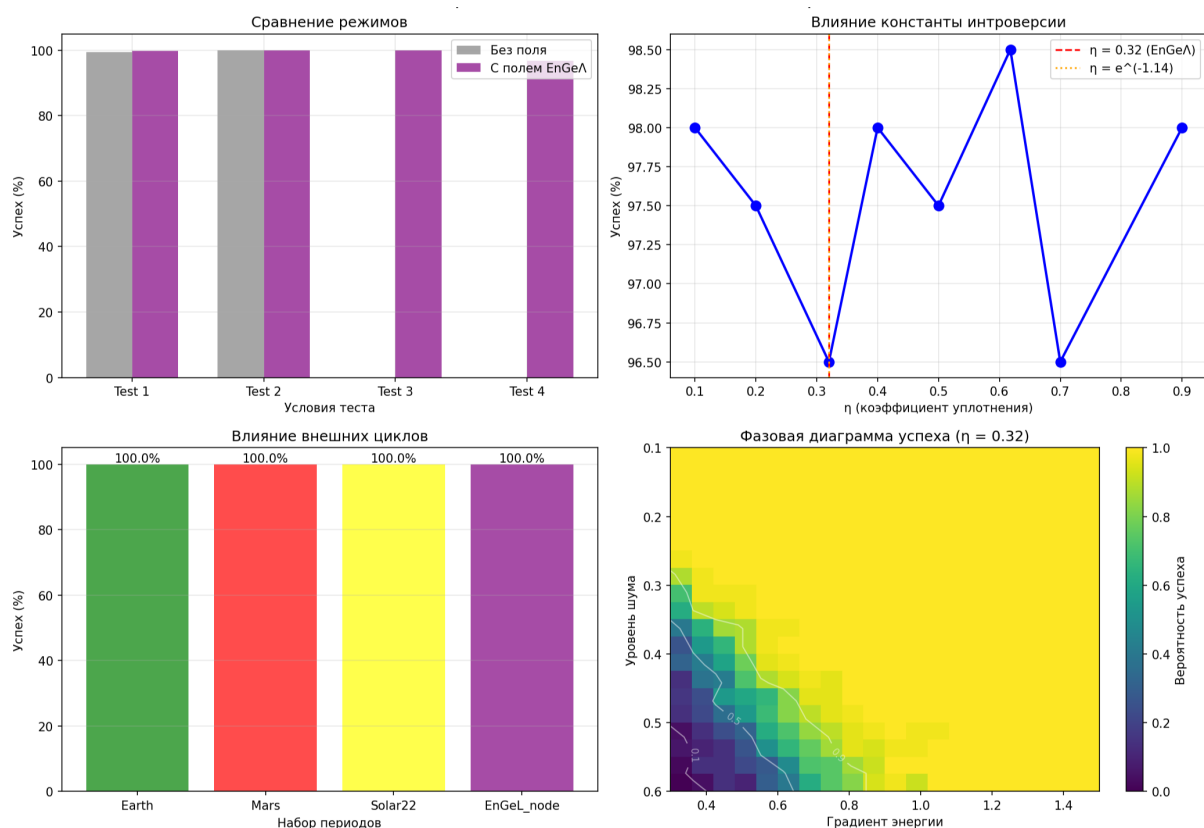 Сравнение режимов
Без поля
С полем EnGeΛ
Успех (%)
100
80
60
40
20
0
Test 1 Test 2 Test 3 Test 4
Условия теста
Влияние константы интроверсии
η = 0.32 (EnGeΛ)
η = e^(-1.14)
Успех (%)
98.50
98.25
98.00
97.75
97.50
97.25
97.00
96.75
96.50
0.1 0.2 0.3 0.4 0.5 0.6 0.7 0.8 0.9
η (коэффициент уплотнения)
Влияние внешних циклов
100.0% 100.0% 100.0% 100.0%
Успех (%)
100
80
60
40
20
0
Earth Mars Solar22 EnGeL_node
Набор периодов
Фазовая диаграмма успеха (η = 0.32)
Уровень шума
0.1
0.2
0.3
0.4
0.5
0.6
0.1
0.5
0.9
0.4 0.6 0.8 1.0 1.2 1.4
Градиент энергии
1.0
0.8
0.6
0.4
0.2
0.0
Вероятность успеха